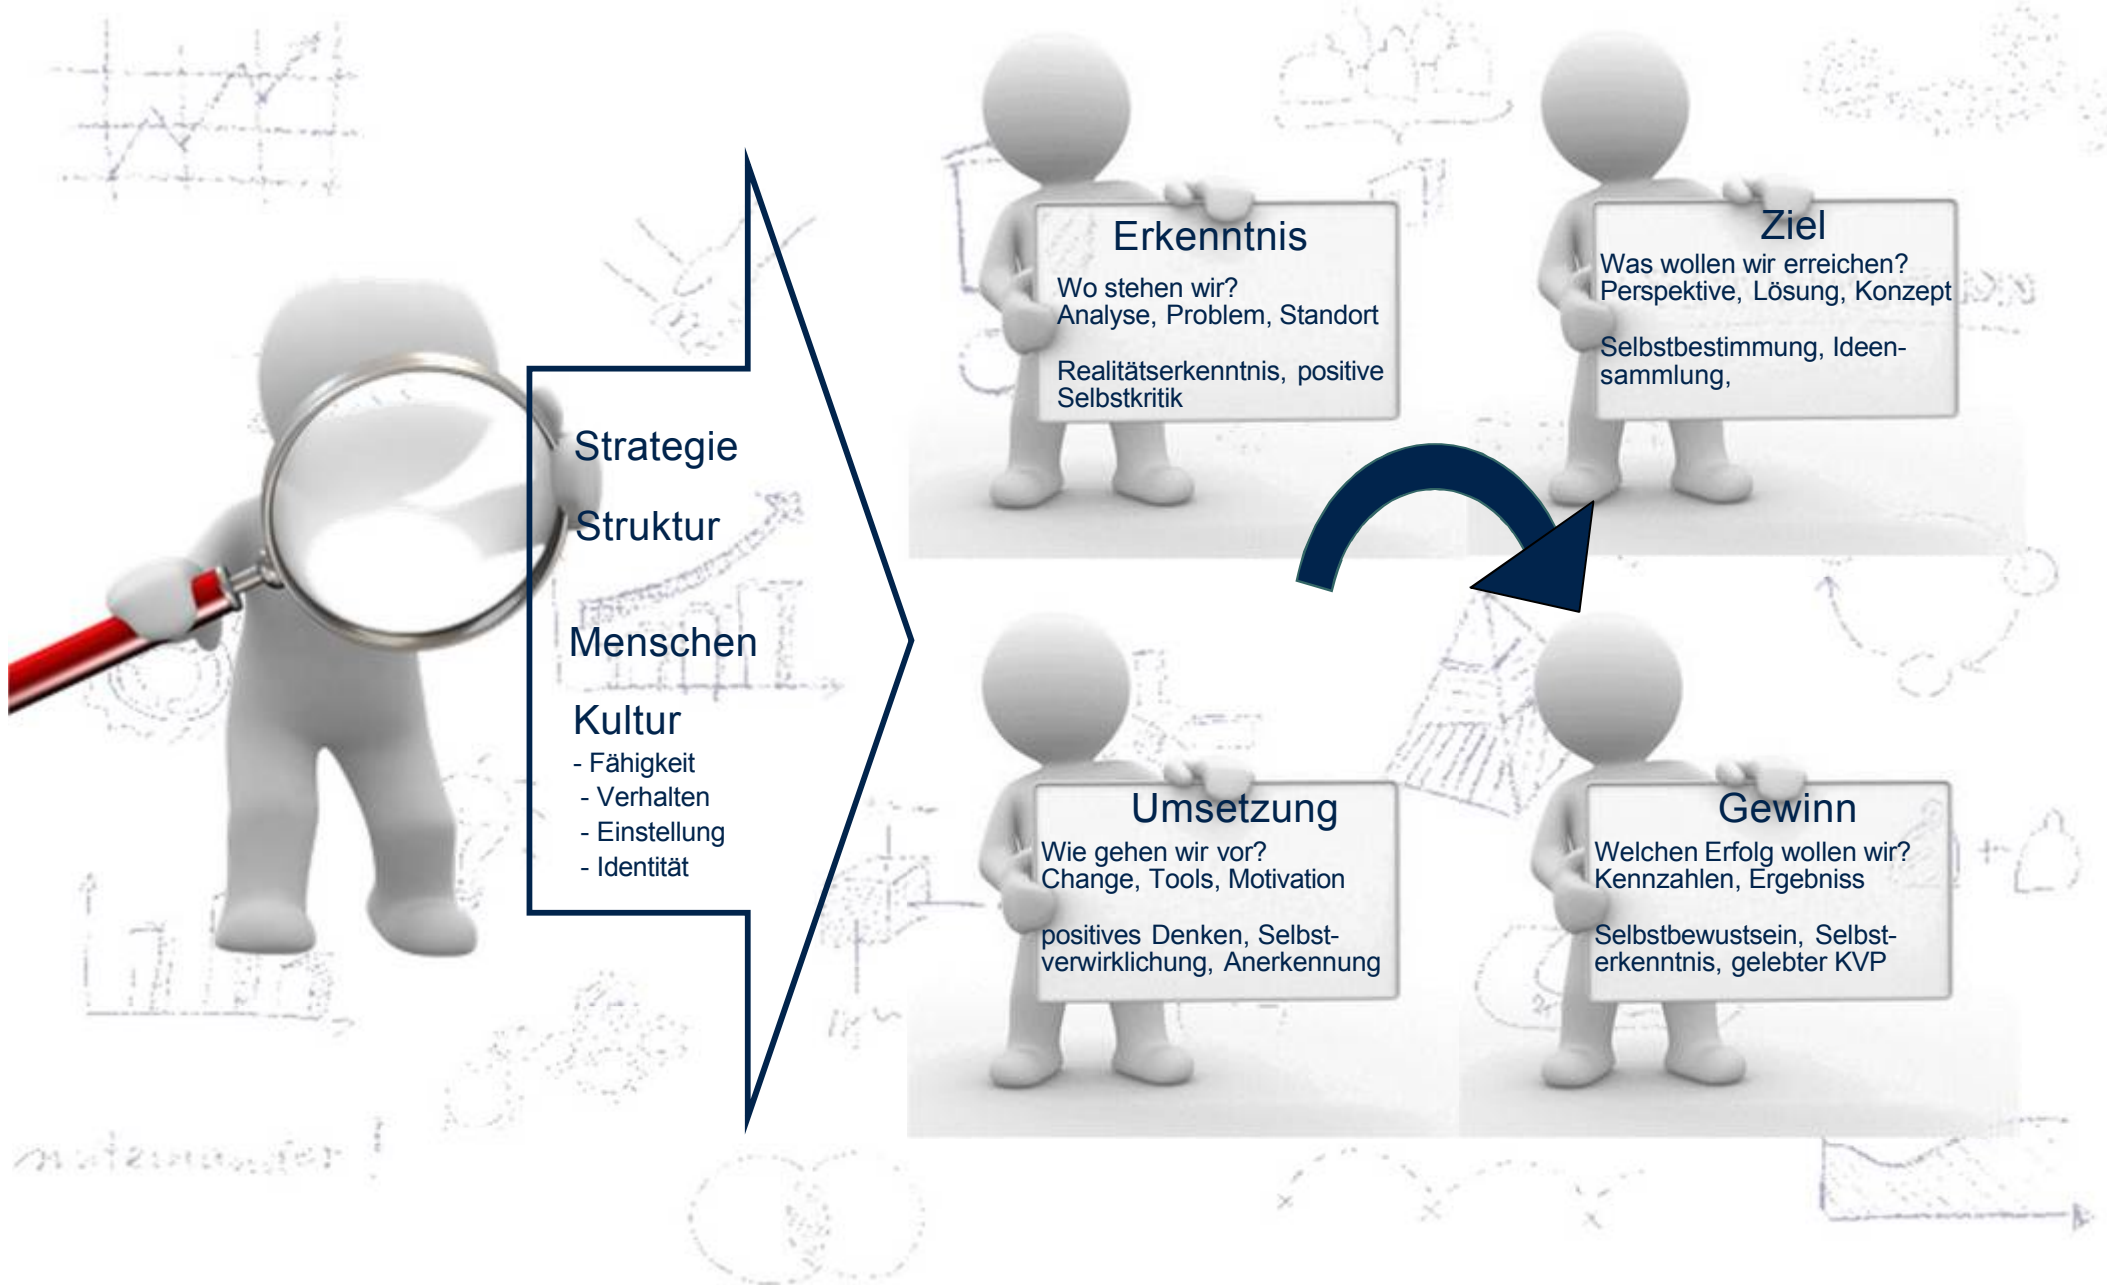 Strategie
Struktur
Menschen
Kultur
- Fähigkeit
- Verhalten
- Einstellung
- Identität
Erkenntnis
Wo stehen wir?
Analyse, Problem, Standort
Realitätserkenntnis, positive
Selbstkritik
Ziel
Was wollen wir erreichen?
Perspektive, Lösung, Konzept
Selbstbestimmung, Ideen-
sammlung,
Umsetzung
Wie gehen wir vor?
Change, Tools, Motivation
positives Denken, Selbst-
verwirklichung, Anerkennung
Gewinn
Welchen Erfolg wollen wir?
Kennzahlen, Ergebniss
Selbstbewustsein, Selbst-
erkenntnis, gelebter KVP